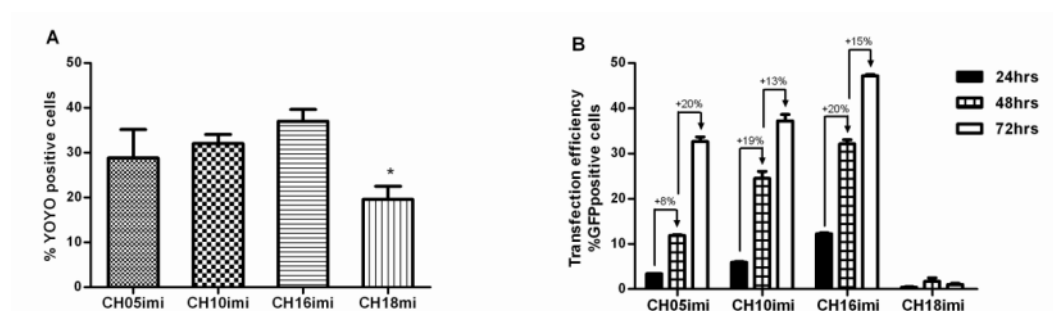 A
% YOYO positive cells
50
40
30
20
10
0
*
CH05imi CH10imi CH16imi CH18mi
B
Transfection efficiency
%GFPpositive cells
50
40
30
20
10
0
+8%
+20%
+19%
+13%
+20%
+15%
CH05imi CH10imi CH16imi CH18imi
24hrs
48hrs
72hrs